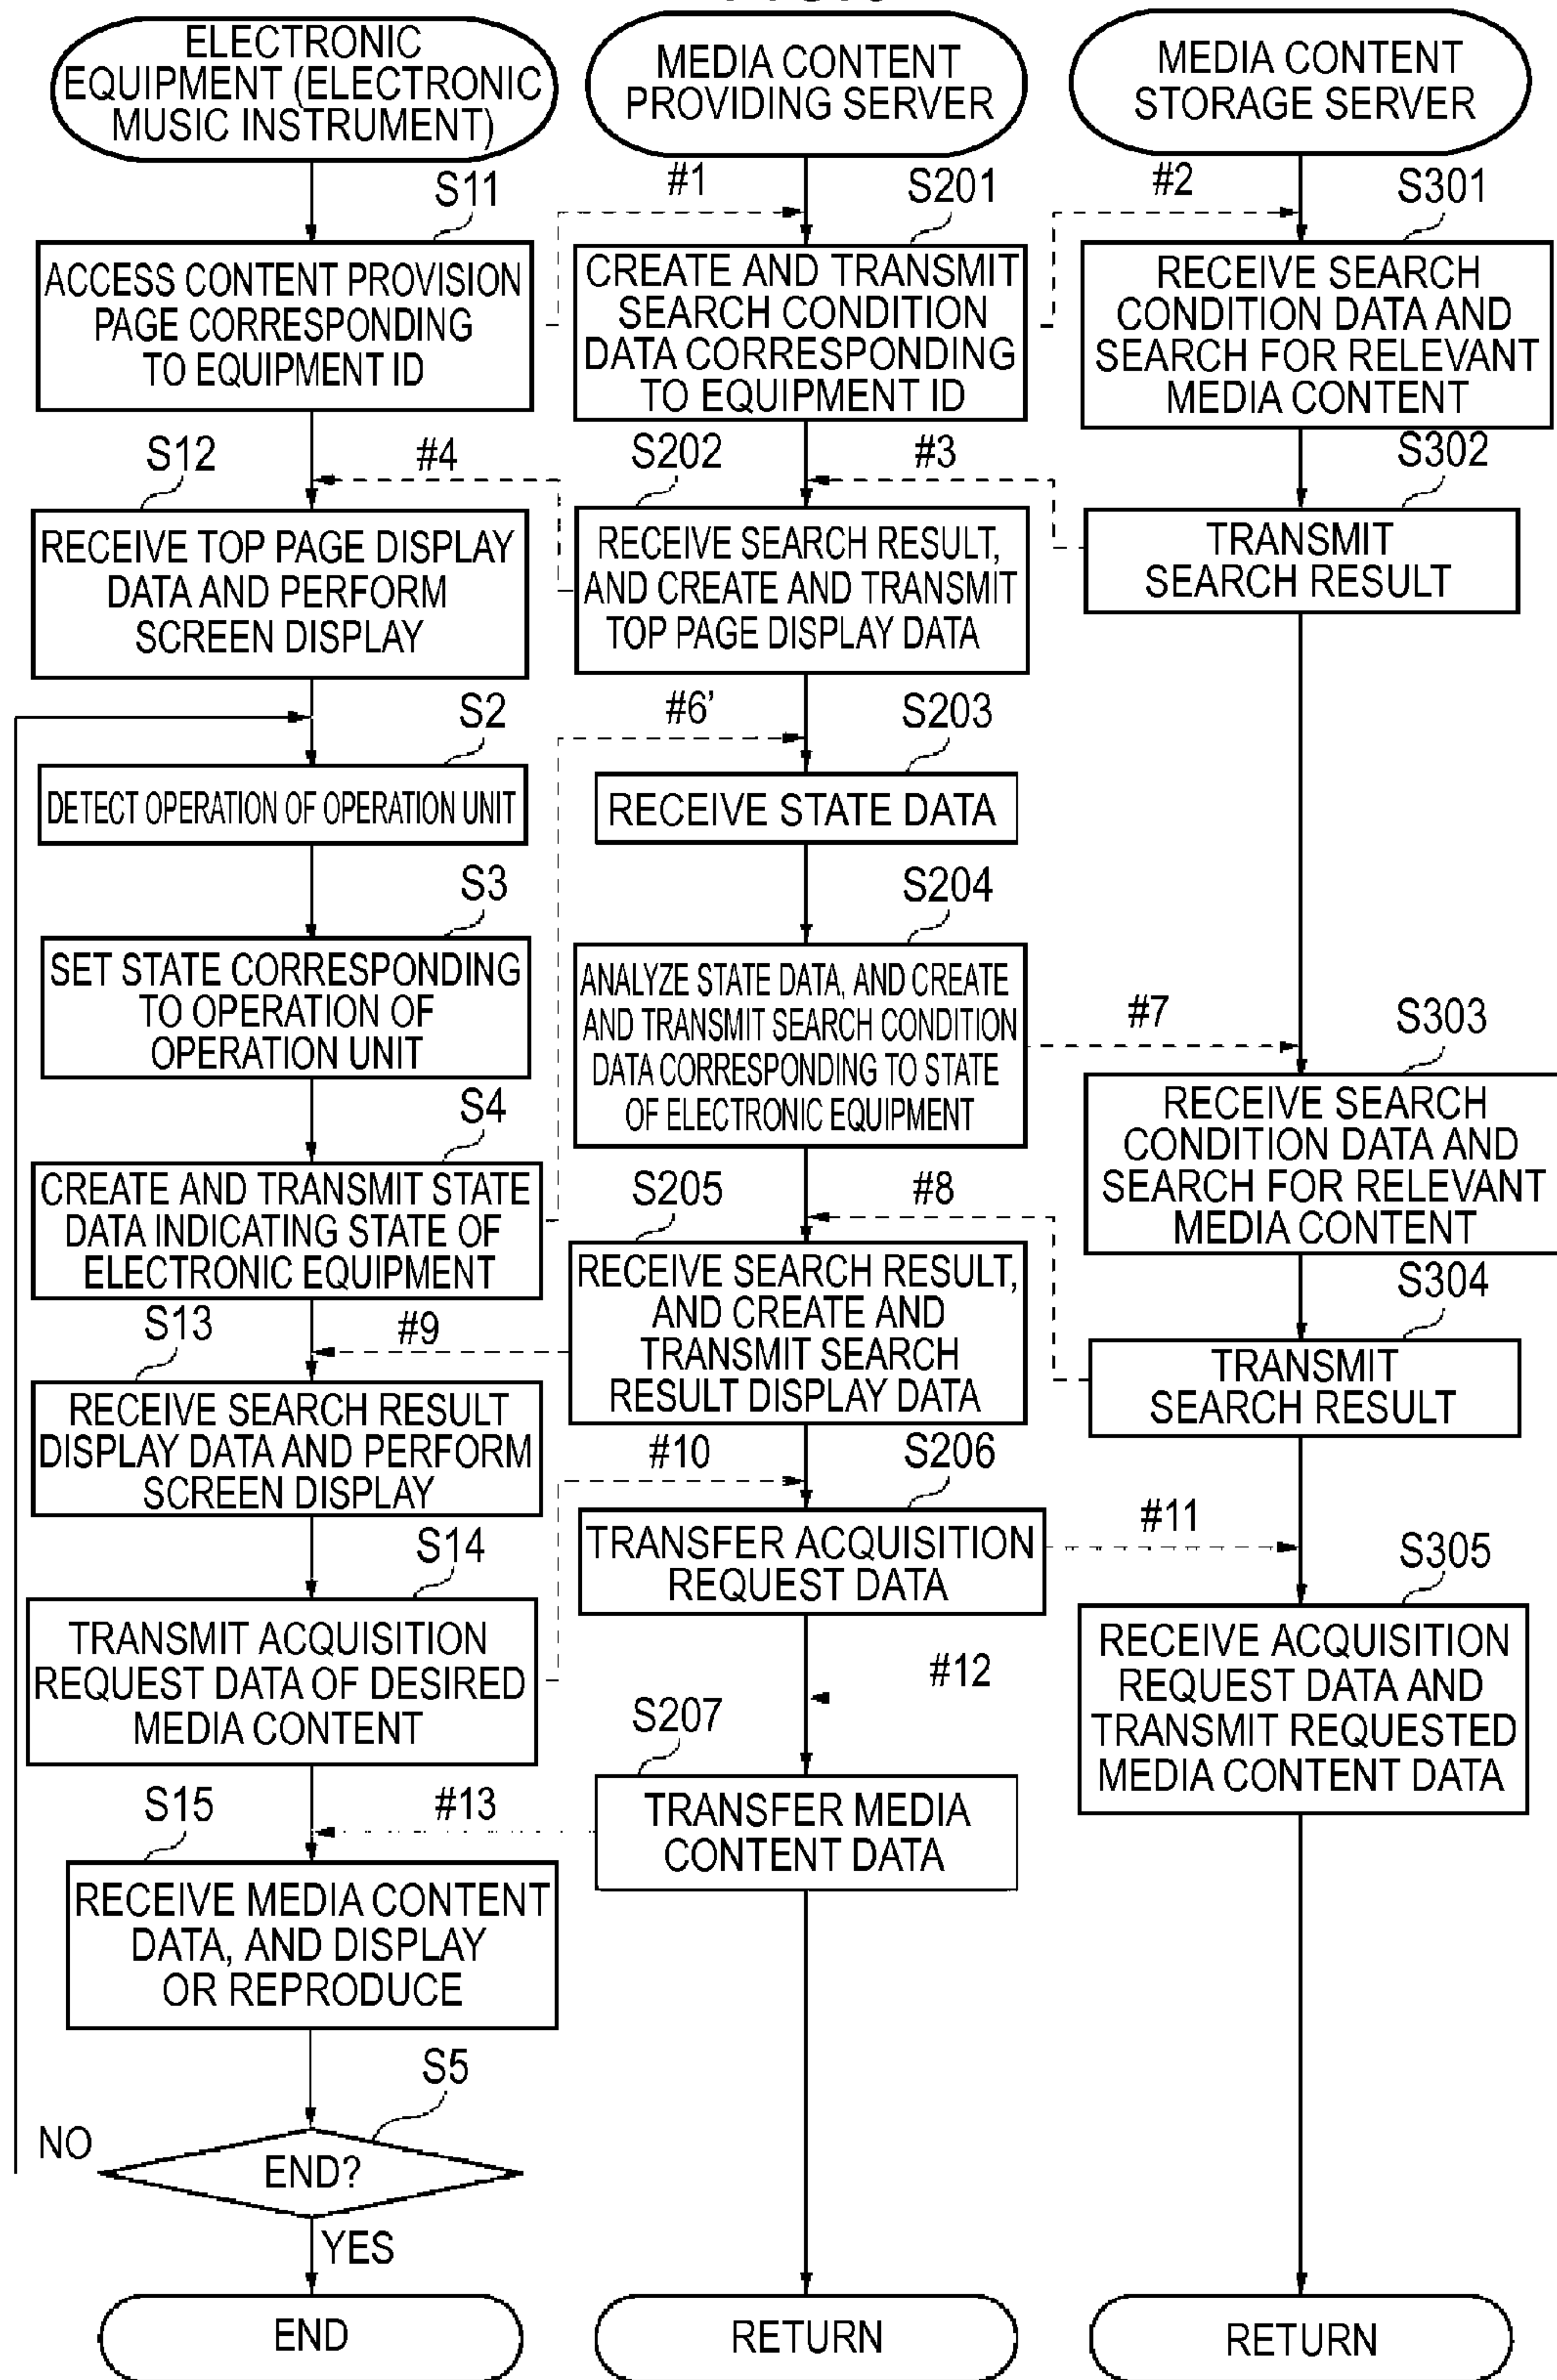 ELECTRONIC
EQUIPMENT (ELECTRONIC
MUSIC INSTRUMENT)
MEDIA CONTENT
PROVIDING SERVER
MEDIA CONTENT
STORAGE SERVER
S11
#1
S201
#2
S301
ACCESS CONTENT PROVISION
PAGE CORRESPONDING
TO EQUIPMENT ID
CREATE AND TRANSMIT
SEARCH CONDITION
DATA CORRESPONDING
TO EQUIPMENT ID
RECEIVE SEARCH
CONDITION DATA AND
SEARCH FOR RELEVANT
MEDIA CONTENT
S12
#4
S202
#3
S302
RECEIVE TOP PAGE DISPLAY
DATA AND PERFORM
SCREEN DISPLAY
RECEIVE SEARCH RESULT,
AND CREATE AND TRANSMIT
TOP PAGE DISPLAY DATA
TRANSMIT
SEARCH RESULT
S2
#6'
S203
DETECT OPERATION OF OPERATION UNIT
RECEIVE STATE DATA
S3
S204
SET STATE CORRESPONDING
TO OPERATION OF
OPERATION UNIT
ANALYZE STATE DATA, AND CREATE
AND TRANSMIT SEARCH CONDITION
DATA CORRESPONDING TO STATE
OF ELECTRONIC EQUIPMENT
#7
S303
RECEIVE SEARCH
CONDITION DATA AND
SEARCH FOR RELEVANT
MEDIA CONTENT
S4
CREATE AND TRANSMIT STATE
DATA INDICATING STATE OF
ELECTRONIC EQUIPMENT
S205
#8
RECEIVE SEARCH RESULT,
AND CREATE AND
TRANSMIT SEARCH
RESULT DISPLAY DATA
S304
TRANSMIT
SEARCH RESULT
S13
#9
RECEIVE SEARCH RESULT
DISPLAY DATA AND PERFORM
SCREEN DISPLAY
#10
S206
TRANSFER ACQUISITION
REQUEST DATA
#11
S305
RECEIVE ACQUISITION
REQUEST DATA AND
TRANSMIT REQUESTED
MEDIA CONTENT DATA
S14
TRANSMIT ACQUISITION
REQUEST DATA OF DESIRED
MEDIA CONTENT
#12
S207
TRANSFER MEDIA
CONTENT DATA
S15
#13
RECEIVE MEDIA CONTENT
DATA, AND DISPLAY
OR REPRODUCE
S5
NO
END?
YES
END
RETURN
RETURN